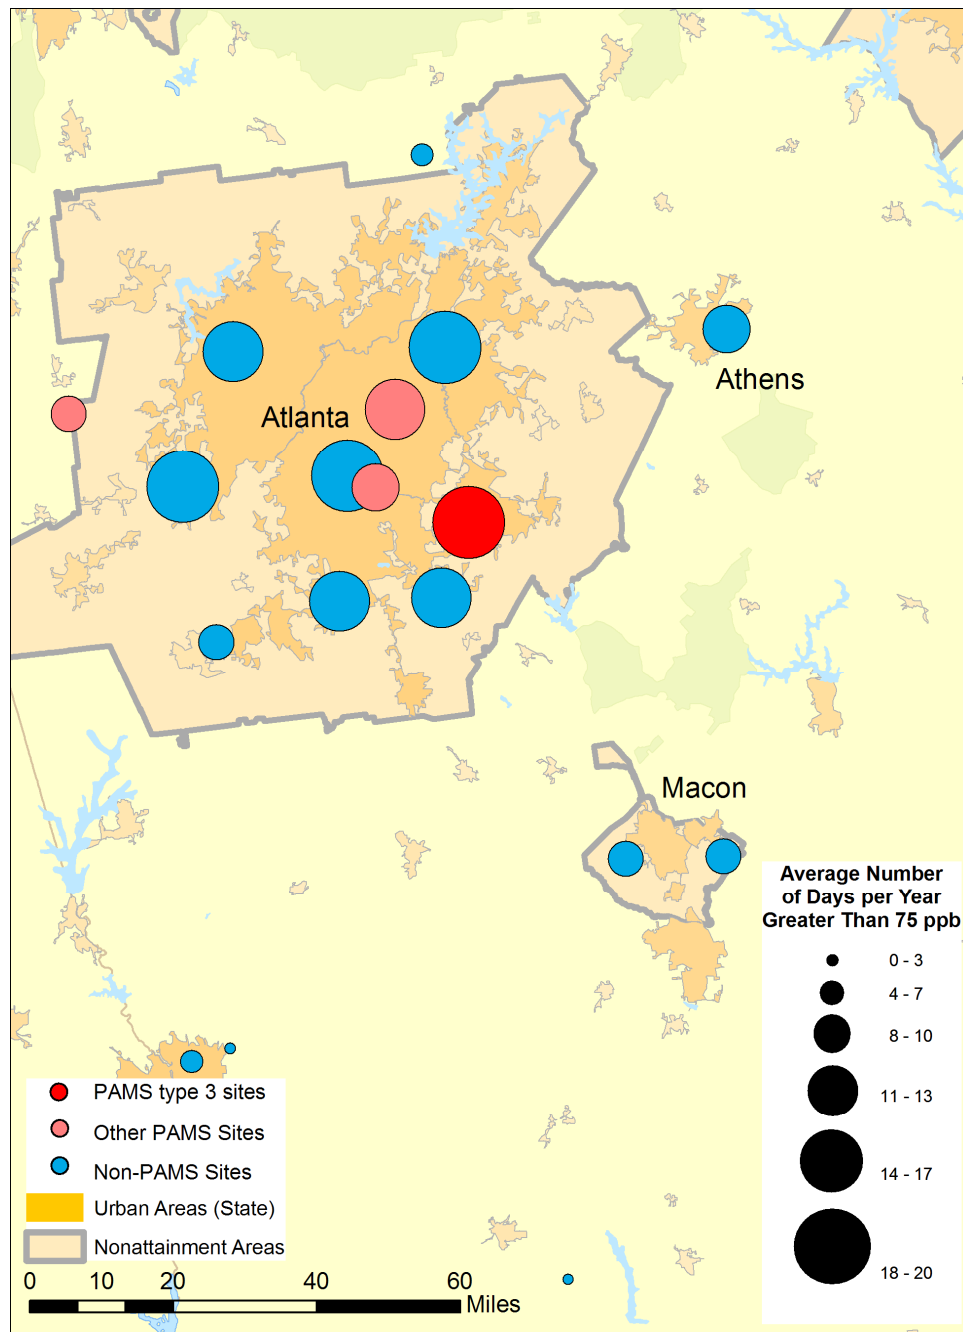 Athens
Atlanta
Macon
Average Number
of Days per Year
Greater Than 75 ppb
0 - 3
4 - 7
8 - 10
11 - 13
14 - 17
18 - 20
PAMS type 3 sites
Other PAMS Sites
Non-PAMS Sites
Urban Areas (State)
Nonattainment Areas
0 10 20 40 60
Miles